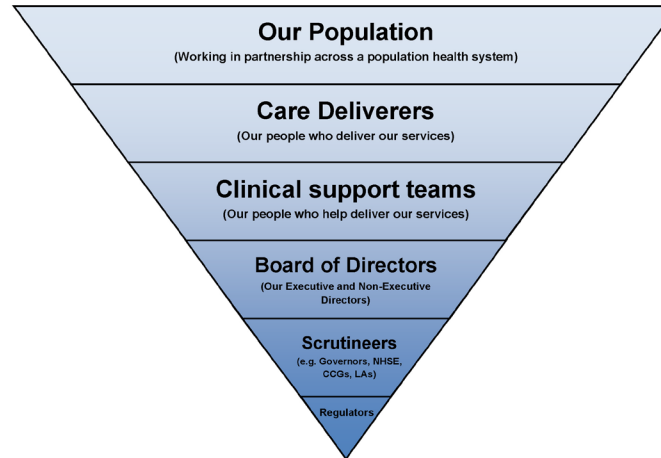 Our Population
(Working in partnership across a population health system)
Care Deliverers
(Our people who deliver our services)
Clinical support teams
(Our people who help deliver our services)
Board of Directors
(Our Executive and Non-Executive
Directors)
Scrutineers
(e.g. Governors, NHSE,
CCGs, LAs)
Regulators